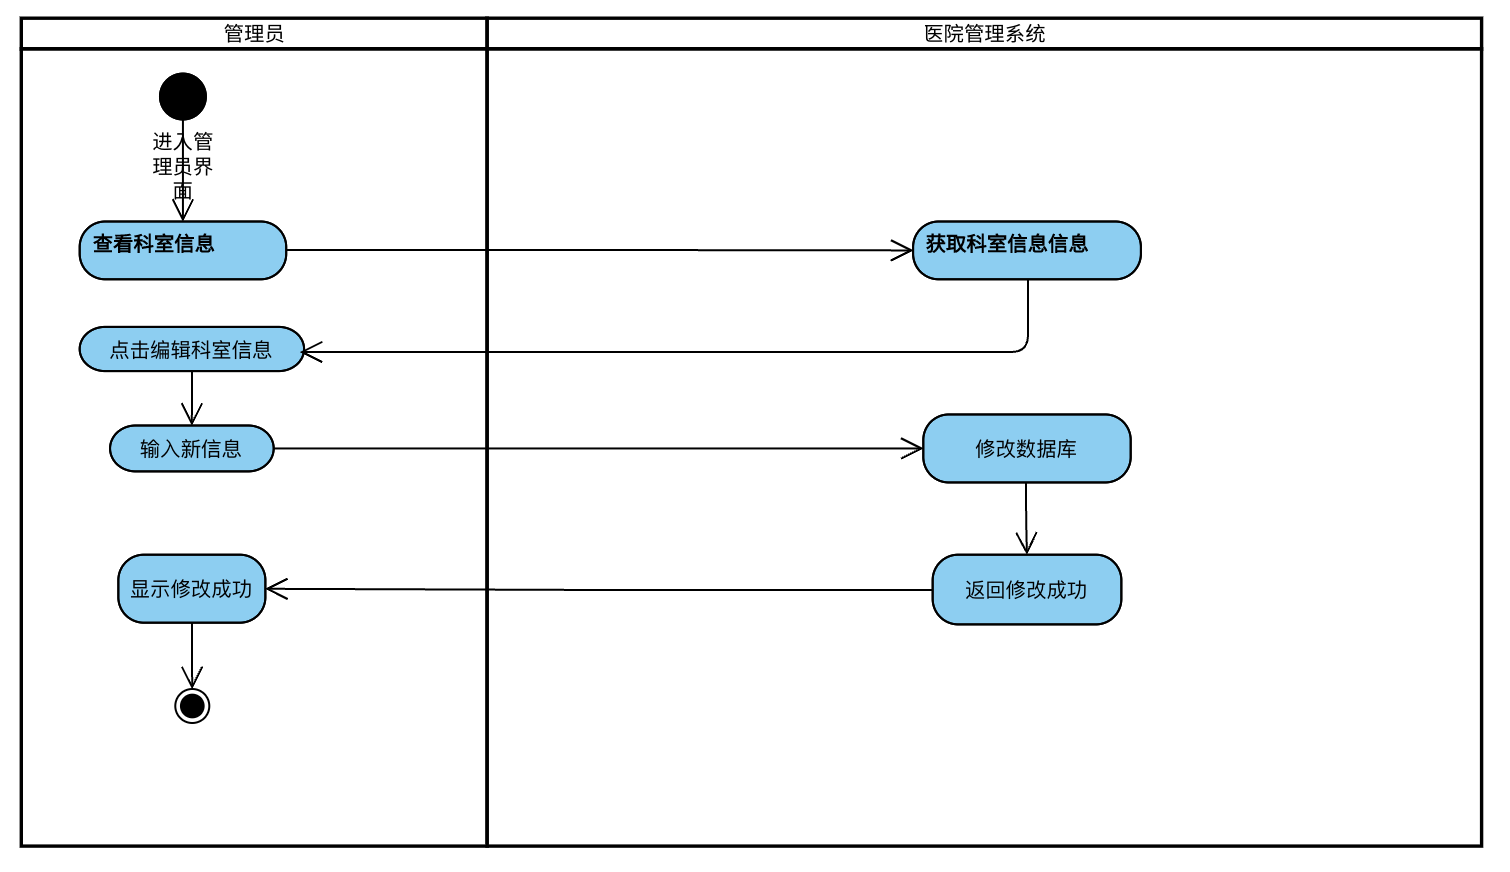 管理员
医院管理系统
进入管
理员界
面
查看科室信息
获取科室信息信息
点击编辑科室信息
输入新信息
修改数据库
显示修改成功
返回修改成功